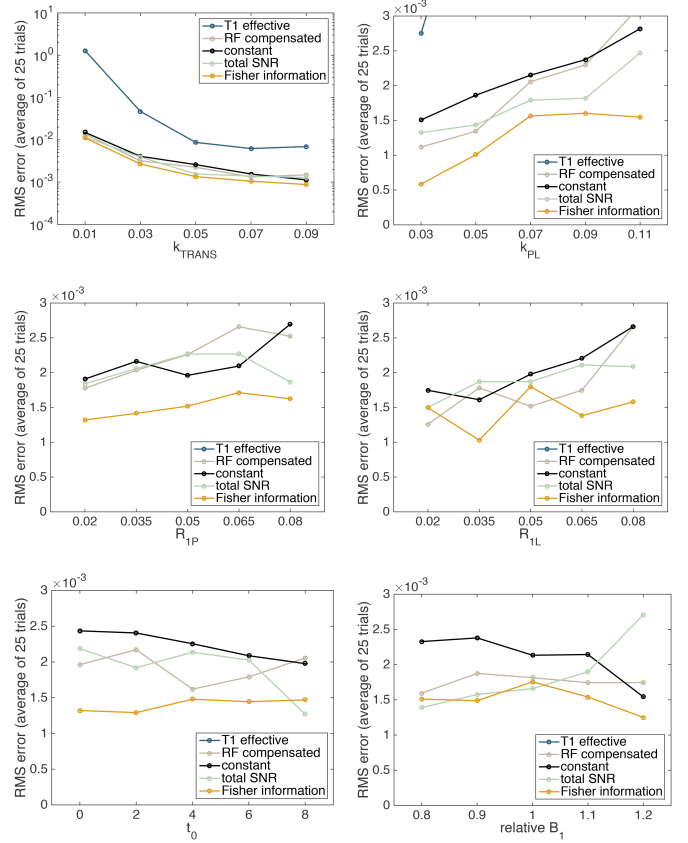 10^1
10^0
10^-1
10^-2
10^-3
10^-4
RMS error (average of 25 trials)
T1 effective
RF compensated
constant
total SNR
Fisher information
0.01 0.03 0.05 0.07 0.09
k_TRANS
×10^-3
3
2.5
2
1.5
1
0.5
0
RMS error (average of 25 trials)
T1 effective
RF compensated
constant
total SNR
Fisher information
0.03 0.05 0.07 0.09 0.11
k_PL
×10^-3
3
2.5
2
1.5
1
0.5
0
RMS error (average of 25 trials)
T1 effective
RF compensated
constant
total SNR
Fisher information
0.02 0.035 0.05 0.065 0.08
R_1P
×10^-3
3
2.5
2
1.5
1
0.5
0
RMS error (average of 25 trials)
T1 effective
RF compensated
constant
total SNR
Fisher information
0.02 0.035 0.05 0.065 0.08
R_1L
×10^-3
3
2.5
2
1.5
1
0.5
0
RMS error (average of 25 trials)
T1 effective
RF compensated
constant
total SNR
Fisher information
0 2 4 6 8
t_0
×10^-3
3
2.5
2
1.5
1
0.5
0
RMS error (average of 25 trials)
T1 effective
RF compensated
constant
total SNR
Fisher information
0.8 0.9 1 1.1 1.2
relative B_1